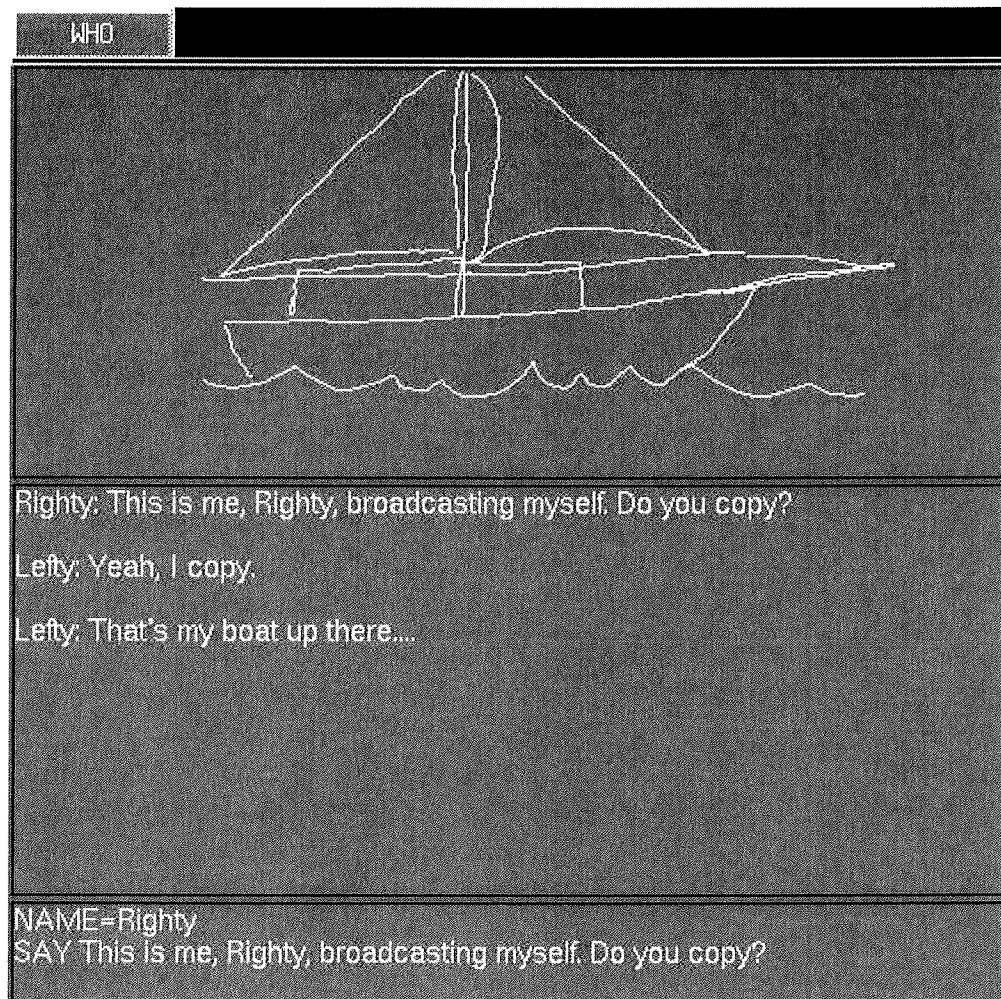 WHO
Righty: This is me, Righty, broadcasting myself. Do you copy?
Lefty: Yeah, I copy.
Lefty: That's my boat up there....
NAME=Righty
SAY This is me, Righty, broadcasting myself. Do you copy?